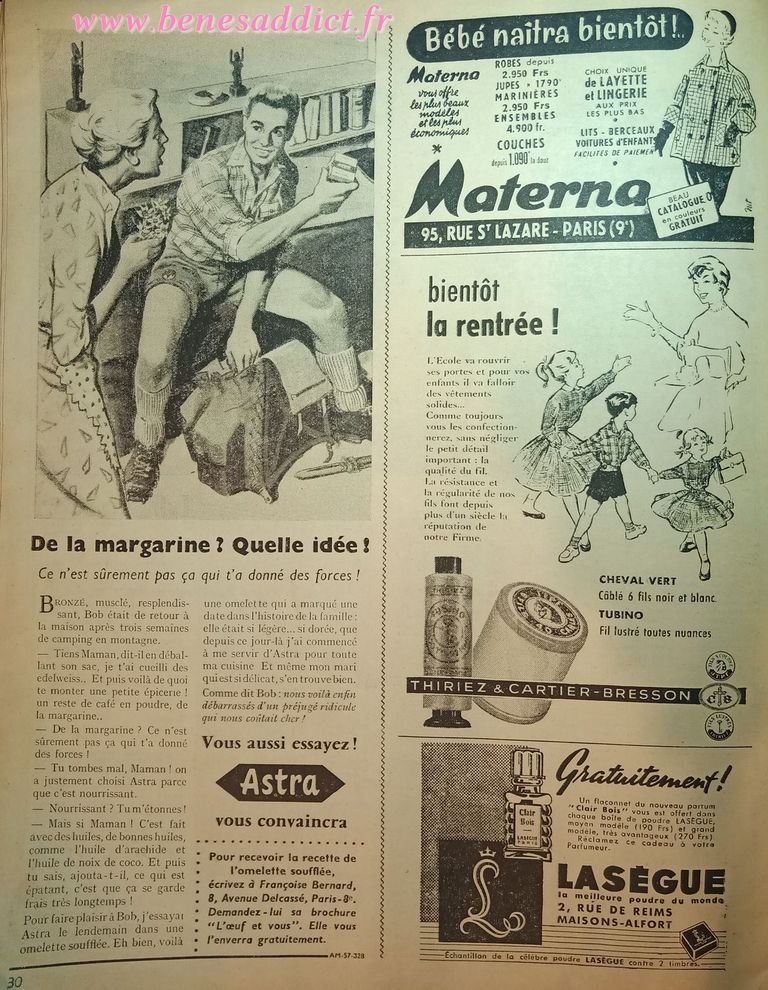 www.benesaddict.fr
De la margarine ? Quelle idée !
Ce n'est sûrement pas ça qui t'a donné des forces !
BRONZÉ, musclé, resplendis-
sant, Bob était de retour à
la maison après trois semaines
de camping en montagne.
— Tiens Maman, dit-il en débal-
lant son sac, je t'ai cueilli des
edelweiss.. Et puis voilà de quoi
te monter une petite épicerie !
un reste de café en poudre, de
la margarine..
— De la margarine ? Ce n'est
sûrement pas ça qui t'a donné
des forces !
— Tu tombes mal, Maman ! on
a justement choisi Astra parce
que c'est nourrissant.
— Nourrissant ? Tu m'étonnes !
— Mais si Maman ! C'est fait
avec des huiles, de bonnes huiles,
comme l'huile d'arachide et
l'huile de noix de coco. Et puis
tu sais, ajouta-t-il, ce qui est
épatant, c'est que ça se garde
frais très longtemps !
Pour faire plaisir à Bob, j'essayai
Astra le lendemain dans une
omelette soufflée. Eh bien, voilà
une omelette qui a marqué une
date dans l'histoire de la famille :
elle était si légère... si dorée, que
depuis ce jour-là j'ai commencé
à me servir d'Astra pour toute
ma cuisine. Et même mon mari
qui est si délicat, s'en trouve bien.
Comme dit Bob : nous voilà enfin
débarrassés d'un préjugé ridicule
qui nous coûtait cher !
Vous aussi essayez !
Astra
vous convaincra
Pour recevoir la recette de
l'omelette soufflée,
écrivez à Françoise Bernard,
8, Avenue Delcassé, Paris-8e.
Demandez-lui sa brochure
"L'œuf et vous". Elle vous
l'enverra gratuitement.
AM-57-328
30
Bébé naîtra bientôt !..
Materna
vous offre
les plus beaux
modèles
et les plus
économiques
*
ROBES depuis
2.950 Frs
JUPES » 1790
MARINIÈRES
2.950 Frs
ENSEMBLES
4.900 fr.
COUCHES
depuis 1.090 la douz
CHOIX UNIQUE
de LAYETTE
et LINGERIE
AUX PRIX
LES PLUS BAS
LITS - BERCEAUX
VOITURES d'ENFANTS
FACILITÉS DE PAIEMENT
Materna
BEAU
CATALOGUE O
en couleurs
GRATUIT
95, RUE ST LAZARE - PARIS (9e)
bientôt
la rentrée !
L'Ecole va rouvrir
ses portes et pour vos
enfants il va falloir
des vêtements
solides...
Comme toujours
vous les confection-
nerez, sans négliger
le petit détail
important : la
qualité du fil.
La résistance et
la régularité de nos
fils font depuis
plus d'un siècle la
réputation de
notre Firme.
CHEVAL VERT
Câblé 6 fils noir et blanc
TUBINO
Fil lustré toutes nuances
THIRIEZ & CARTIER-BRESSON
Gratuitement !
Un flaconnet du nouveau parfum
"Clair Bois" vous est offert dans
chaque boîte de poudre LASÈGUE,
moyen modèle (190 Frs) et grand
modèle, très avantageux (270 Frs)
Réclamez ce cadeau à votre
Parfumeur.
Clair
Bois
LASÈGUE
PARIS
L
LASÈGUE
la meilleure poudre du monde
2, RUE DE REIMS
MAISONS-ALFORT
Échantillon de la célèbre poudre LASÈGUE contre 2 timbres.